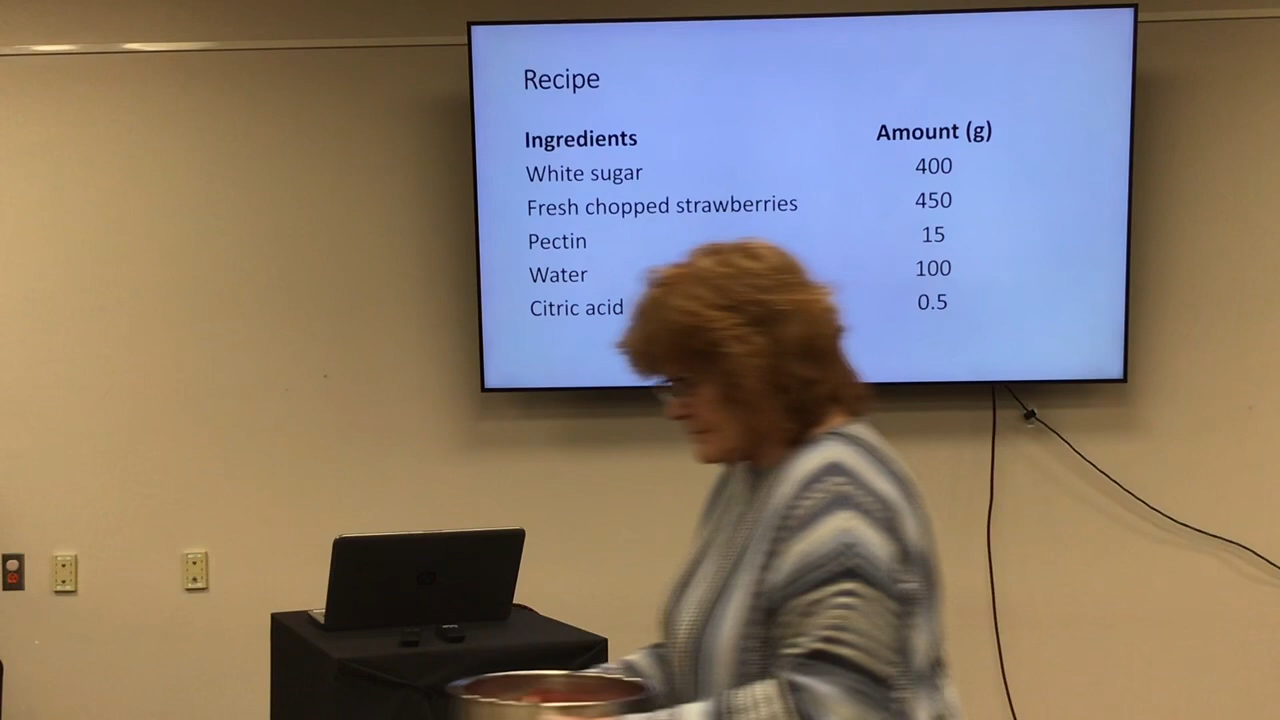 Recipe
Ingredients Amount (g)
White sugar 400
Fresh chopped strawberries 450
Pectin 15
Water 100
Citric acid 0.5